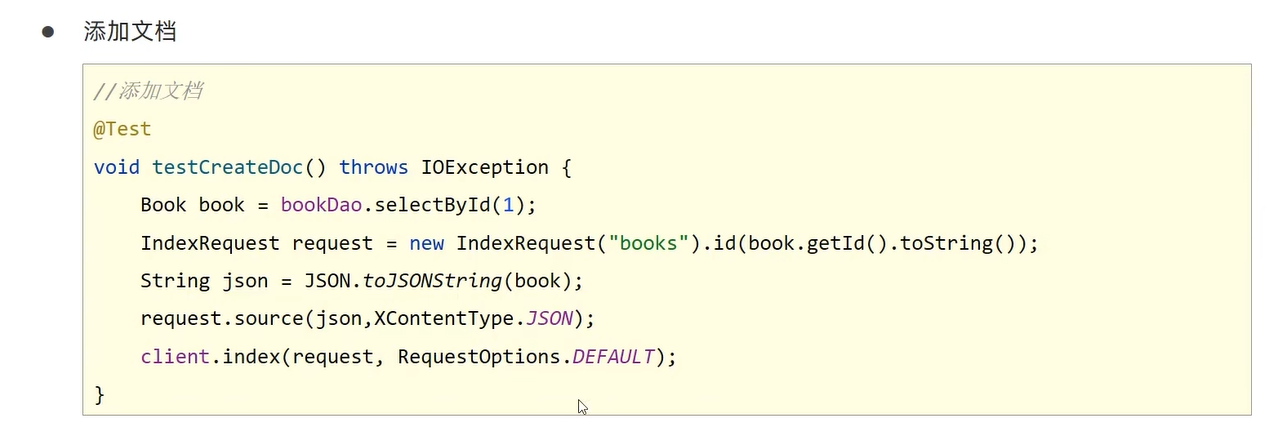 ● 添加文档
//添加文档
@Test
void testCreateDoc() throws IOException {
    Book book = bookDao.selectById(1);
    IndexRequest request = new IndexRequest("books").id(book.getId().toString());
    String json = JSON.toJSONString(book);
    request.source(json,XContentType.JSON);
    client.index(request, RequestOptions.DEFAULT);
}